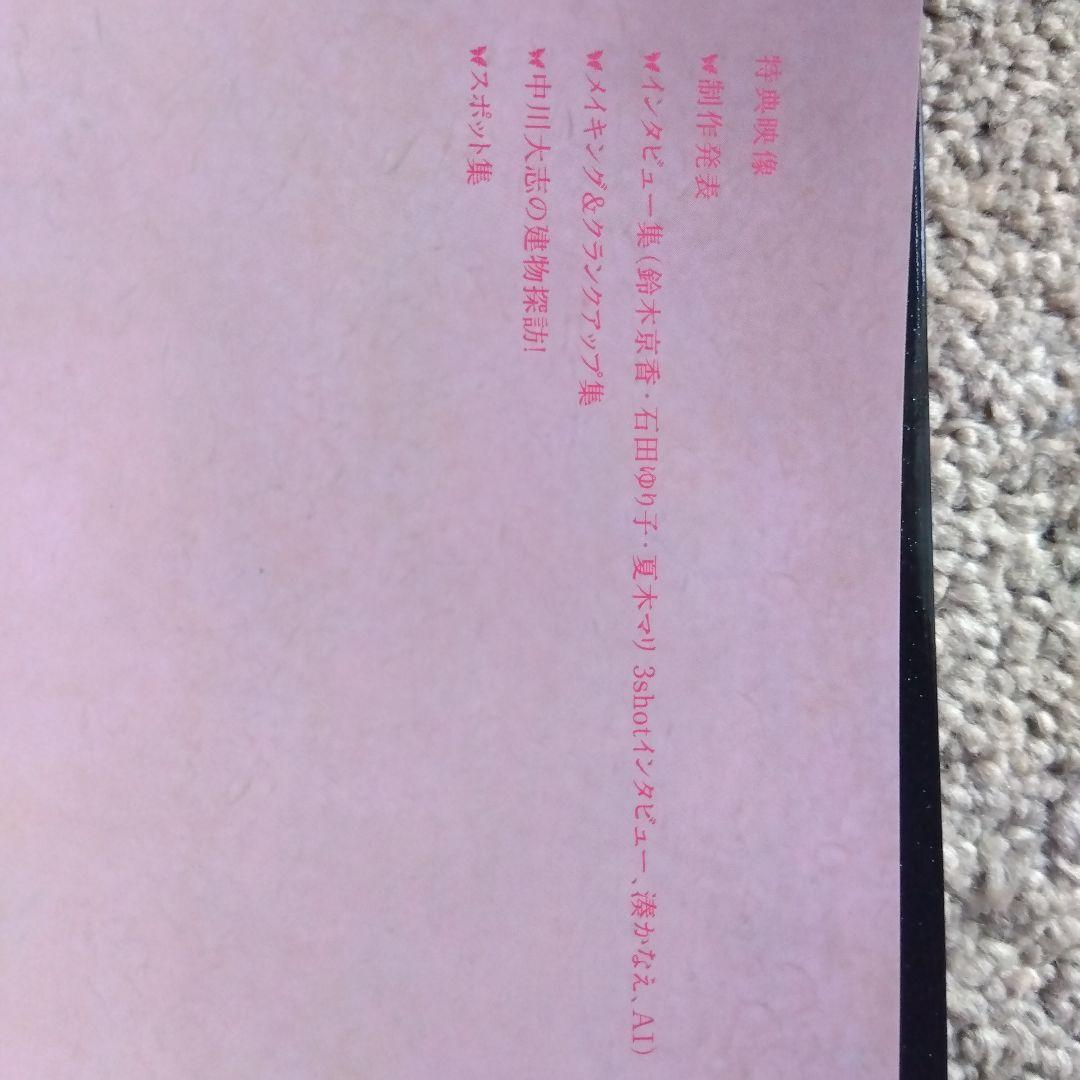 特典映像
制作発表
インタビュー集（鈴木京香・石田ゆり子・夏木マリ 3shotインタビュー、湊かなえ、AI）
メイキング&クランクアップ集
中川大志の建物探訪!
スポット集